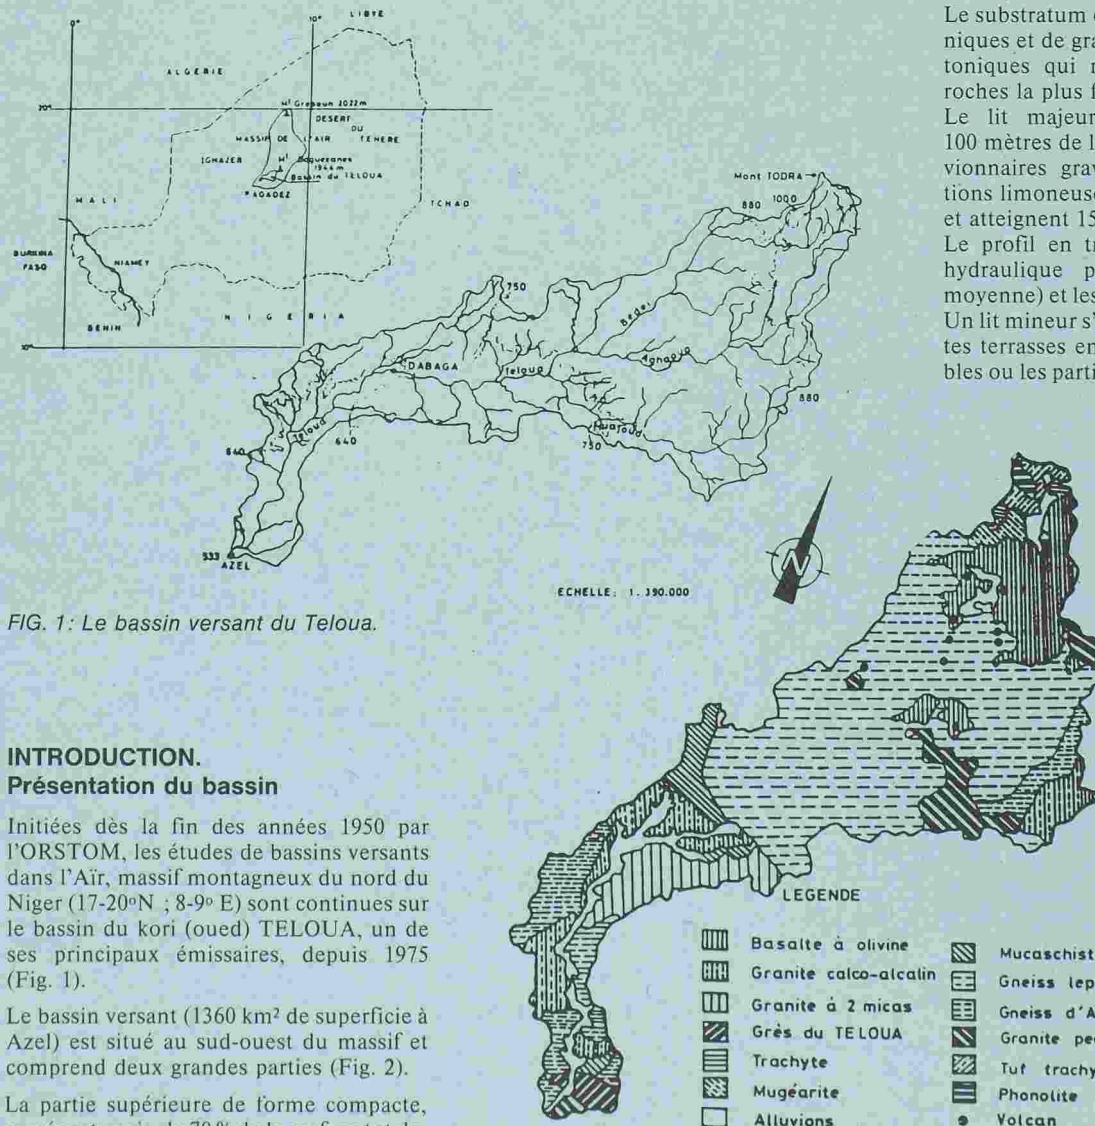 LIBYE
0°
10°
ALGERIE
20°
Mt Greboun 2022m
DESERT
DU
TENERE
MASSIF DE L'AIR
IGHAZER
Mt Baguezanes
1944m
Bassin du TELOUA
AGADEZ
MALI
TCHAD
BURKINA
FASO
NIAMEY
NIGERIA
BENIN
10°
Mont TODRA
880
1000
750
Beger
DABAGA
Teloua
Aghaoua
880
Teloua
640
750
640
533
AZEL
N
ECHELLE: 1.390.000
FIG. 1: Le bassin versant du Teloua.
INTRODUCTION.
Présentation du bassin
Initiées dès la fin des années 1950 par
l'ORSTOM, les études de bassins versants
dans l'Aïr, massif montagneux du nord du
Niger (17-20°N ; 8-9° E) sont continues sur
le bassin du kori (oued) TELOUA, un de
ses principaux émissaires, depuis 1975
(Fig. 1).
Le bassin versant (1360 km² de superficie à
Azel) est situé au sud-ouest du massif et
comprend deux grandes parties (Fig. 2).
La partie supérieure de forme compacte,
Le substratum
niques et de gra
toniques qui
roches la plus f
Le lit majeur
100 mètres de l
vionnaires grav
tions limoneuse
et atteignent 15
Le profil en tr
hydraulique p
moyenne) et les
Un lit mineur s'
tes terrasses en
bles ou les parti
LEGENDE
Basalte à olivine
Granite calco-alcalin
Granite à 2 micas
Grès du TELOUA
Trachyte
Mugéarite
Alluvions
Mucaschist
Gneiss lep
Gneiss d'A
Granite pe
Tuf trachy
Phonolite
Volcan